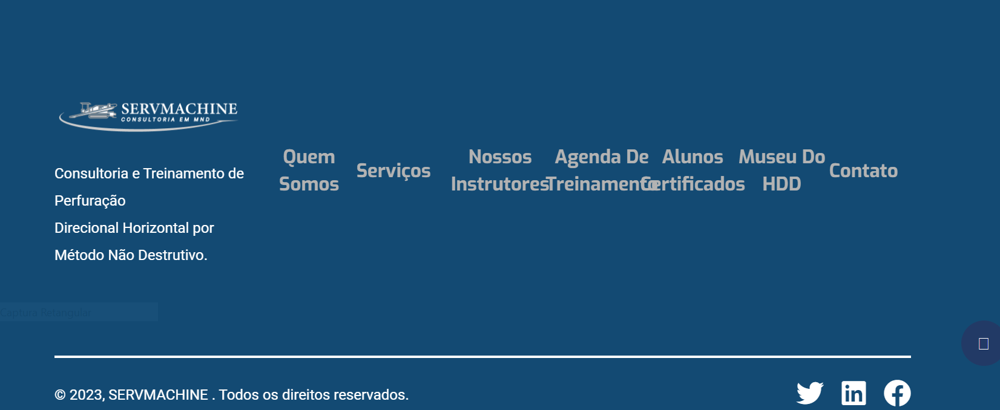 SERVMACHINE
CONSULTORIA EM MND
Consultoria e Treinamento de
Perfuração
Direcional Horizontal por
Método Não Destrutivo.
Quem
Somos
Serviços
Nossos
Instrutores
Agenda De
Treinamento
Alunos
Certificados
Museu Do
HDD
Contato
Captura Retangular
© 2023, SERVMACHINE . Todos os direitos reservados.